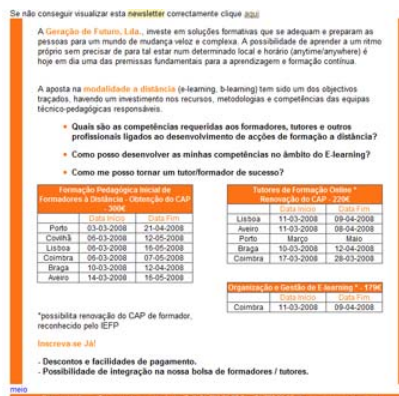 Se não conseguir visualizar esta newsletter correctamente clique aqui
A Geração de Futuro, Lda., investe em soluções formativas que se adequam e preparam as
pessoas para um mundo de mudança veloz e complexa. A possibilidade de aprender a um ritmo
próprio sem precisar de para tal estar num determinado local e horário (anytime/anywhere) é
hoje em dia uma das premissas fundamentais para a aprendizagem e formação contínua.
A aposta na modalidade a distância (e-learning, b-learning) tem sido um dos objectivos
traçados, havendo um investimento nos recursos, metodologias e competências das equipas
técnico-pedagógicas responsáveis.
Quais são as competências requeridas aos formadores, tutores e outros
profissionais ligados ao desenvolvimento de acções de formação a distância?
Como posso desenvolver as minhas competências no âmbito do E-learning?
Como me posso tornar um tutor/formador de sucesso?
Formação Pedagógica Inicial de
Formadores à Distância - Obtenção do CAP
- 300€
Data Início Data Fim
Porto 03-03-2008 21-04-2008
Covilhã 06-03-2008 12-05-2008
Lisboa 06-03-2008 16-05-2008
Coimbra 06-03-2008 07-05-2008
Braga 10-03-2008 12-04-2008
Aveiro 14-03-2008 16-05-2008
Tutores de Formação Online *
Renovação do CAP - 220€
Data Início Data Fim
Lisboa 11-03-2008 09-04-2008
Aveiro 11-03-2008 08-04-2008
Porto Março Maio
Braga 10-03-2008 12-04-2008
Coimbra 17-03-2008 28-03-2008
Organização e Gestão de E-learning * - 179€
Data Início Data Fim
Coimbra 11-03-2008 09-04-2008
*possibilita renovação do CAP de formador,
reconhecido pelo IEFP
Inscreva-se Já!
- Descontos e facilidades de pagamento.
- Possibilidade de integração na nossa bolsa de formadores / tutores.
meio